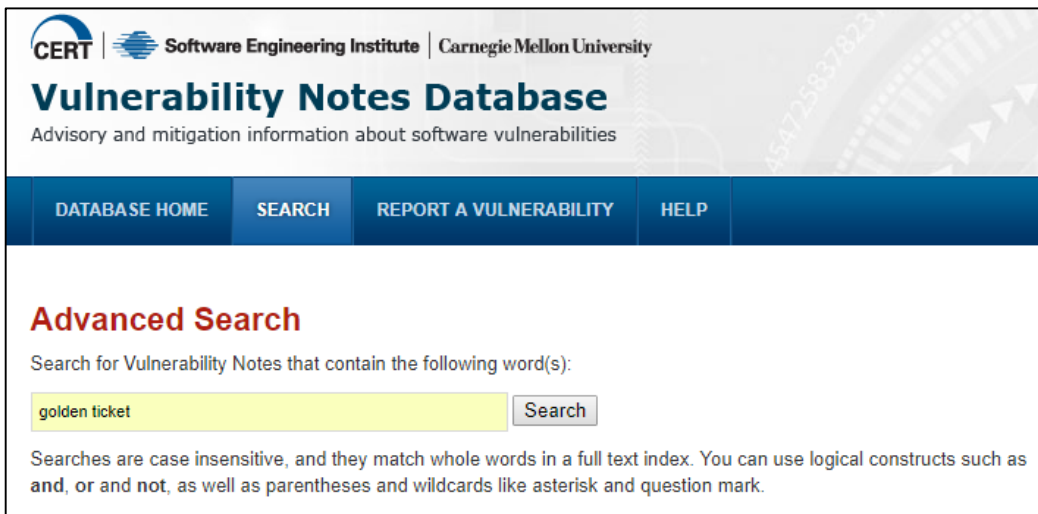 CERT | Software Engineering Institute | Carnegie Mellon University
Vulnerability Notes Database
Advisory and mitigation information about software vulnerabilities
DATABASE HOME SEARCH REPORT A VULNERABILITY HELP
Advanced Search
Search for Vulnerability Notes that contain the following word(s):
golden ticket Search
Searches are case insensitive, and they match whole words in a full text index. You can use logical constructs such as
and, or and not, as well as parentheses and wildcards like asterisk and question mark.